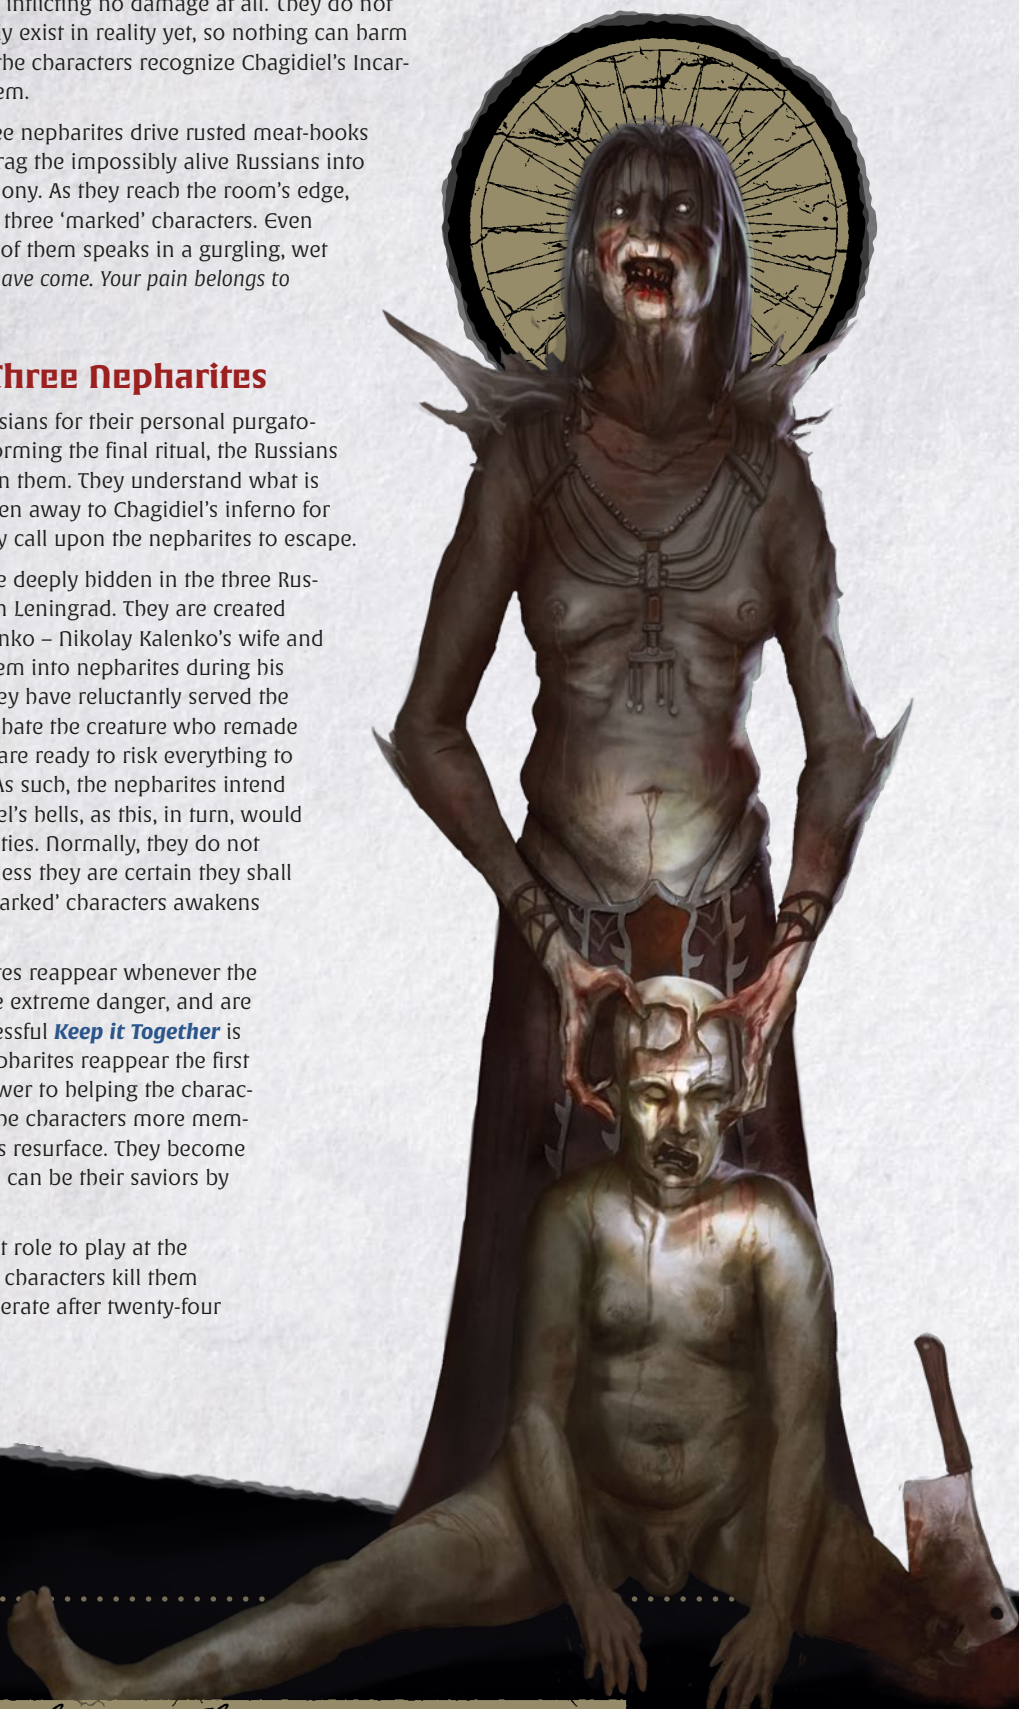 inflicting no damage at all. They do not
y exist in reality yet, so nothing can harm
the characters recognize Chagidiel's Incar-
em.
ee nepharites drive rusted meat-hooks
rag the impossibly alive Russians into
ony. As they reach the room's edge,
three ‘marked’ characters. Even
of them speaks in a gurgling, wet
ave come. Your pain belongs to
Three Nepharites
sians for their personal purgato-
orming the final ritual, the Russians
n them. They understand what is
en away to Chagidiel's inferno for
y call upon the nepharites to escape.
e deeply hidden in the three Rus-
n Leningrad. They are created
nko – Nikolay Kalenko's wife and
em into nepharites during his
ey have reluctantly served the
hate the creature who remade
are ready to risk everything to
As such, the nepharites intend
el's hells, as this, in turn, would
ties. Normally, they do not
less they are certain they shall
arked’ characters awakens
res reappear whenever the
e extreme danger, and are
essful Keep it Together is
pharites reappear the first
wer to helping the charac-
he characters more mem-
s resurface. They become
can be their saviors by
t role to play at the
characters kill them
erate after twenty-four